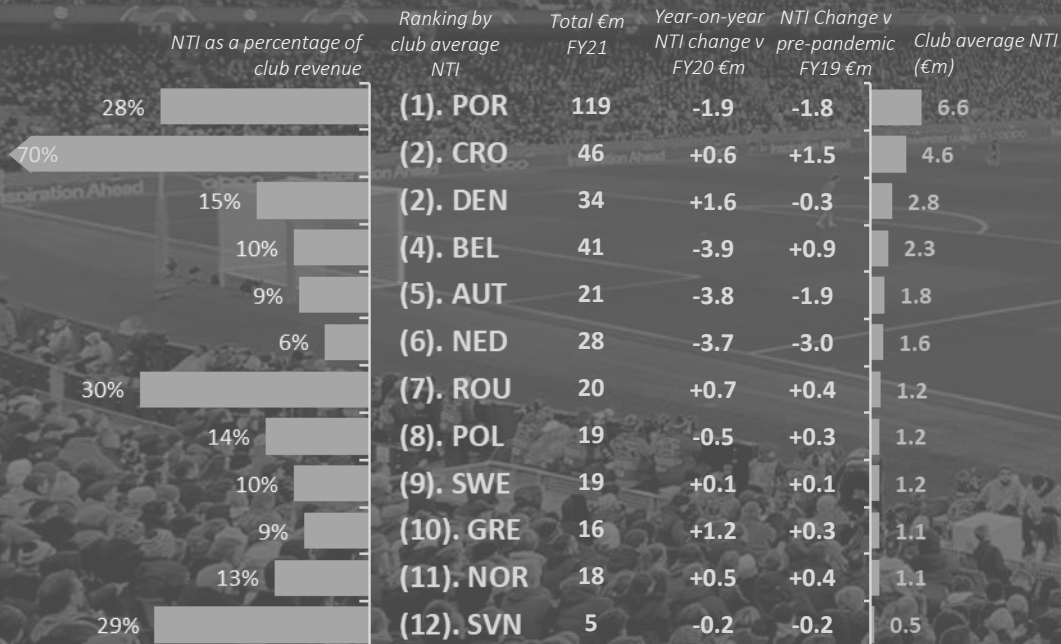 NTI as a percentage of club revenue
Ranking by club average NTI
Total €m FY21
Year-on-year NTI change v FY20 €m
NTI Change v pre-pandemic FY19 €m
Club average NTI (€m)
28% (1). POR 119 -1.9 -1.8 6.6
70% (2). CRO 46 +0.6 +1.5 4.6
15% (2). DEN 34 +1.6 -0.3 2.8
10% (4). BEL 41 -3.9 +0.9 2.3
9% (5). AUT 21 -3.8 -1.9 1.8
6% (6). NED 28 -3.7 -3.0 1.6
30% (7). ROU 20 +0.7 +0.4 1.2
14% (8). POL 19 -0.5 +0.3 1.2
10% (9). SWE 19 +0.1 +0.1 1.2
9% (10). GRE 16 +1.2 +0.3 1.1
13% (11). NOR 18 +0.5 +0.4 1.1
29% (12). SVN 5 -0.2 -0.2 0.5
Ahead